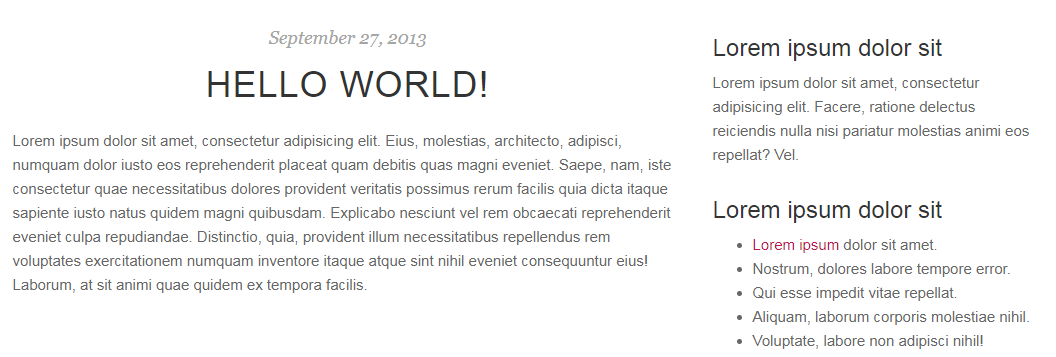 September 27, 2013
HELLO WORLD!
Lorem ipsum dolor sit amet, consectetur adipisicing elit. Eius, molestias, architecto, adipisci,
numquam dolor iusto eos reprehenderit placeat quam debitis quas magni eveniet. Saepe, nam, iste
consectetur quae necessitatibus dolores provident veritatis possimus rerum facilis quia dicta itaque
sapiente iusto natus quidem magni quibusdam. Explicabo nesciunt vel rem obcaecati reprehenderit
eveniet culpa repudiandae. Distinctio, quia, provident illum necessitatibus repellendus rem
voluptates exercitationem numquam inventore itaque atque sint nihil eveniet consequuntur eius!
Laborum, at sit animi quae quidem ex tempora facilis.
Lorem ipsum dolor sit
Lorem ipsum dolor sit amet, consectetur
adipisicing elit. Facere, ratione delectus
reiciendis nulla nisi pariatur molestias animi eos
repellat? Vel.
Lorem ipsum dolor sit
• Lorem ipsum dolor sit amet.
• Nostrum, dolores labore tempore error.
• Qui esse impedit vitae repellat.
• Aliquam, laborum corporis molestiae nihil.
• Voluptate, labore non adipisci nihil!